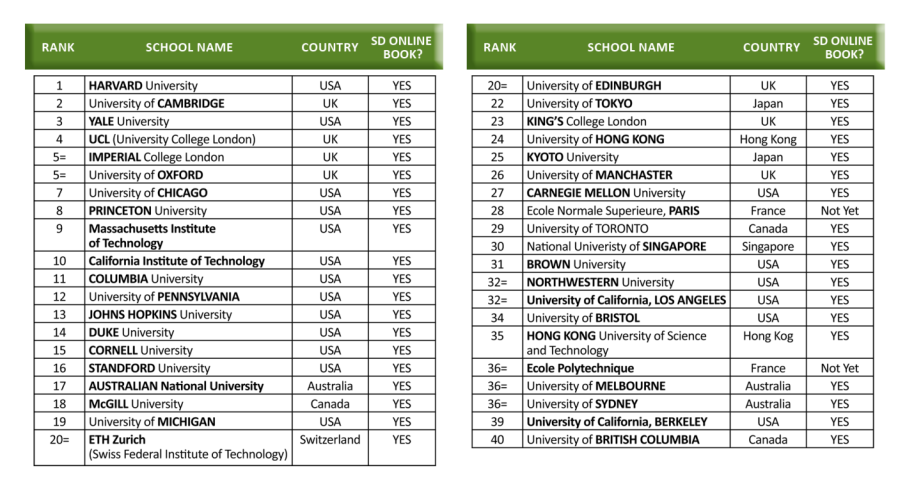 RANK SCHOOL NAME COUNTRY SD ONLINE BOOK?
1 HARVARD University USA YES
2 University of CAMBRIDGE UK YES
3 YALE University USA YES
4 UCL (University College London) UK YES
5= IMPERIAL College London UK YES
5= University of OXFORD UK YES
7 University of CHICAGO USA YES
8 PRINCETON University USA YES
9 Massachusetts Institute USA YES
of Technology
10 California Institute of Technology USA YES
11 COLUMBIA University USA YES
12 University of PENNSYLVANIA USA YES
13 JOHNS HOPKINS University USA YES
14 DUKE University USA YES
15 CORNELL University USA YES
16 STANDFORD University USA YES
17 AUSTRALIAN National University Australia YES
18 McGILL University Canada YES
19 University of MICHIGAN USA YES
20= ETH Zurich Switzerland YES
(Swiss Federal Institute of Technology)
RANK SCHOOL NAME COUNTRY SD ONLINE BOOK?
20= University of EDINBURGH UK YES
22 University of TOKYO Japan YES
23 KING'S College London UK YES
24 University of HONG KONG Hong Kong YES
25 KYOTO University Japan YES
26 University of MANCHASTER UK YES
27 CARNEGIE MELLON University USA YES
28 Ecole Normale Superieure, PARIS France Not Yet
29 University of TORONTO Canada YES
30 National Univeristy of SINGAPORE Singapore YES
31 BROWN University USA YES
32= NORTHWESTERN University USA YES
32= University of California, LOS ANGELES USA YES
34 University of BRISTOL USA YES
35 HONG KONG University of Science Hong Kog YES
and Technology
36= Ecole Polytechnique France Not Yet
36= University of MELBOURNE Australia YES
36= University of SYDNEY Australia YES
39 University of California, BERKELEY USA YES
40 University of BRITISH COLUMBIA Canada YES